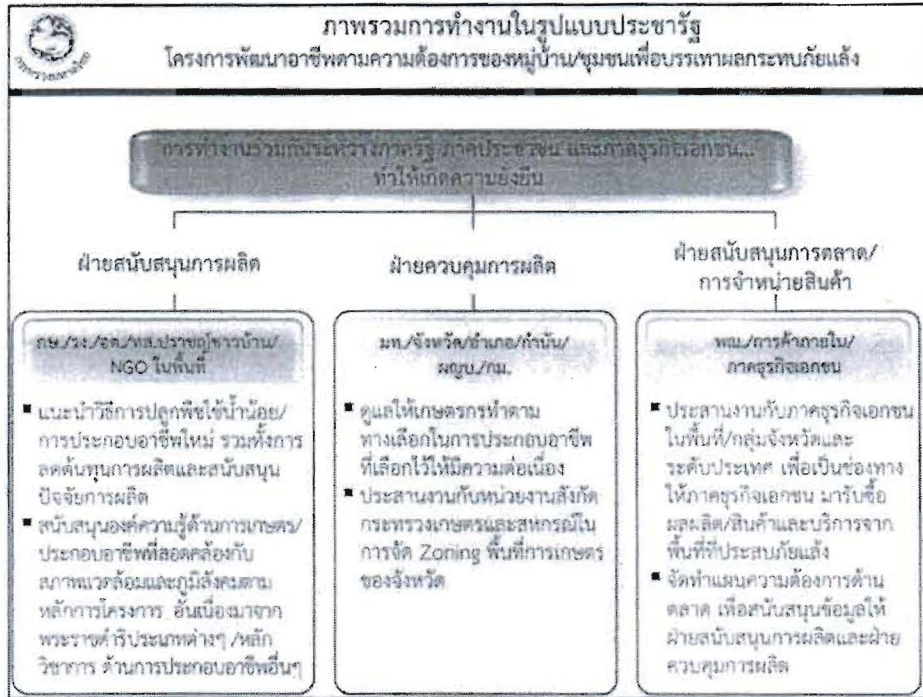 ภาพรวมการทำงานในรูปแบบประชารัฐ
โครงการพัฒนาอาชีพตามความต้องการของหมู่บ้าน/ชุมชนเพื่อบรรเทาผลกระทบภัยแล้ง
กระทรวงมหาดไทย
การทำงานร่วมกันระหว่างภาครัฐ ภาคประชาชน และภาคธุรกิจเอกชน...
ทำให้เกิดความยั่งยืน
ฝ่ายสนับสนุนการผลิต
กษ./รง./อต./ทส.ปราชญ์ชาวบ้าน/
NGO ในพื้นที่
■ แนะนำวิธีการปลูกพืชใช้น้ำน้อย/
การประกอบอาชีพใหม่ รวมทั้งการ
ลดต้นทุนการผลิตและสนับสนุน
ปัจจัยการผลิต
■ สนับสนุนองค์ความรู้ด้านการเกษตร/
ประกอบอาชีพที่สอดคล้องกับ
สภาพแวดล้อมและภูมิสังคมตาม
หลักการโครงการ อันเนื่องมาจาก
พระราชดำริประเภทต่างๆ /หลัก
วิชาการ ด้านการประกอบอาชีพอื่นๆ
ฝ่ายควบคุมการผลิต
มท./จังหวัด/อำเภอ/กำนัน/
ผญบ./กม.
■ ดูแลให้เกษตรกรทำตาม
ทางเลือกในการประกอบอาชีพ
ที่เลือกไว้ให้มีความต่อเนื่อง
■ ประสานงานกับหน่วยงานสังกัด
กระทรวงเกษตรและสหกรณ์ใน
การจัด Zoning พื้นที่การเกษตร
ของจังหวัด
ฝ่ายสนับสนุนการตลาด/
การจำหน่ายสินค้า
พณ./การค้าภายใน/
ภาคธุรกิจเอกชน
■ ประสานงานกับภาคธุรกิจเอกชน
ในพื้นที่/กลุ่มจังหวัดและ
ระดับประเทศ เพื่อเป็นช่องทาง
ให้ภาคธุรกิจเอกชน มารับซื้อ
ผลผลิต/สินค้าและบริการจาก
พื้นที่ที่ประสบภัยแล้ง
■ จัดทำแผนความต้องการด้าน
ตลาด เพื่อสนับสนุนข้อมูลให้
ฝ่ายสนับสนุนการผลิตและฝ่าย
ควบคุมการผลิต